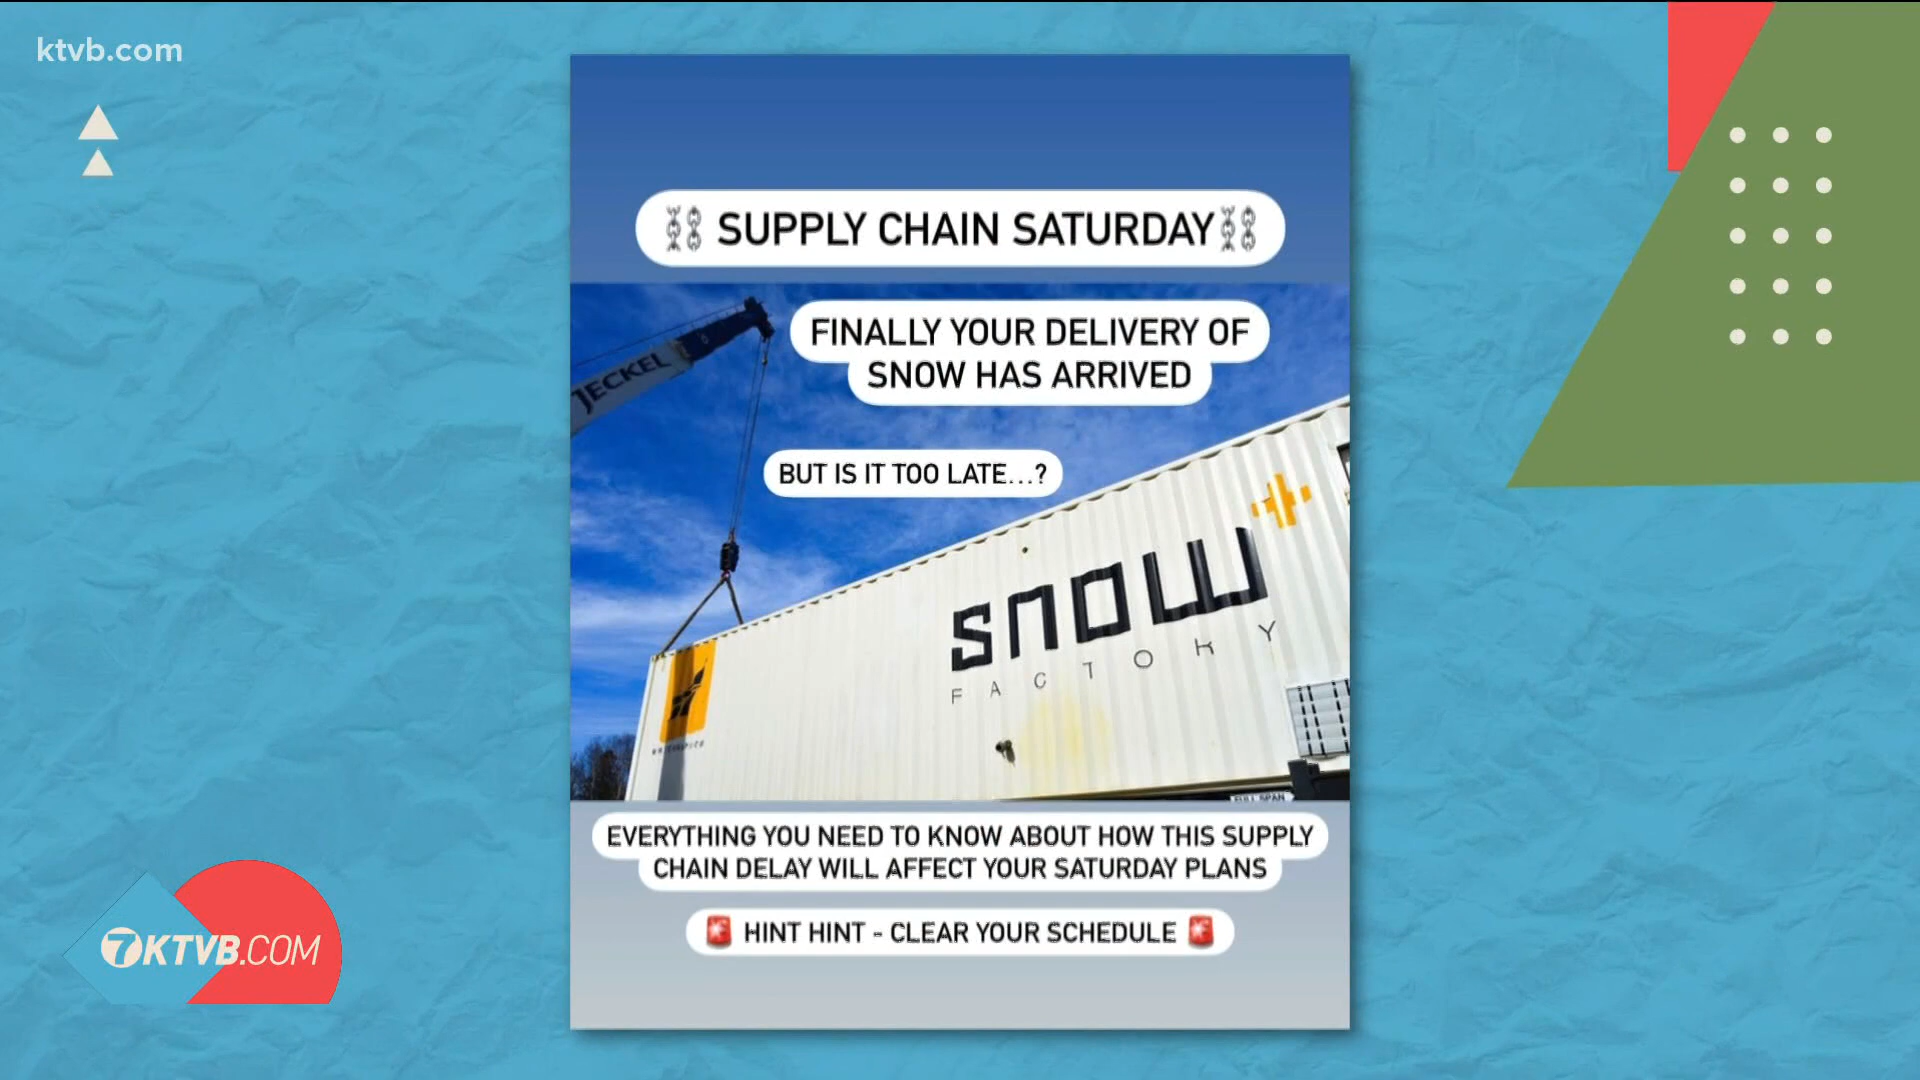 ktvb.com
SUPPLY CHAIN SATURDAY
FINALLY YOUR DELIVERY OF
SNOW HAS ARRIVED
JECKEL
BUT IS IT TOO LATE...?
SNOW
FACTORY
FULL SPAN
EVERYTHING YOU NEED TO KNOW ABOUT HOW THIS SUPPLY
CHAIN DELAY WILL AFFECT YOUR SATURDAY PLANS
HINT HINT - CLEAR YOUR SCHEDULE
7KTVB.COM